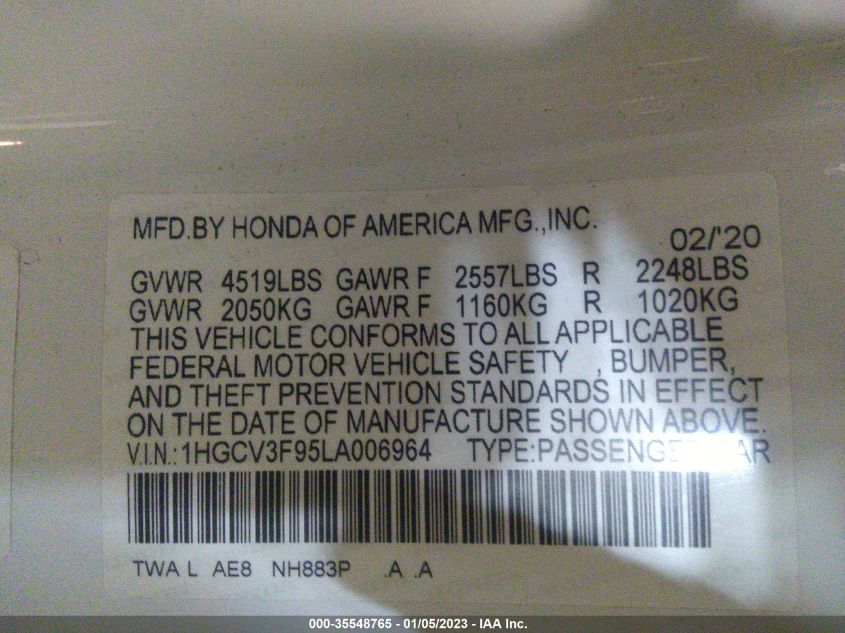 MFD.BY HONDA OF AMERICA MFG.,INC.
02/'20
GVWR 4519LBS GAWR F 2557LBS R 2248LBS
GVWR 2050KG GAWR F 1160KG R 1020KG
THIS VEHICLE CONFORMS TO ALL APPLICABLE
FEDERAL MOTOR VEHICLE SAFETY , BUMPER,
AND THEFT PREVENTION STANDARDS IN EFFECT
ON THE DATE OF MANUFACTURE SHOWN ABOVE.
V.I.N.:1HGCV3F95LA006964 TYPE:PASSENGER CAR
TWA L AE8 NH883P .A .A
000-35548765 - 01/05/2023 - IAA Inc.